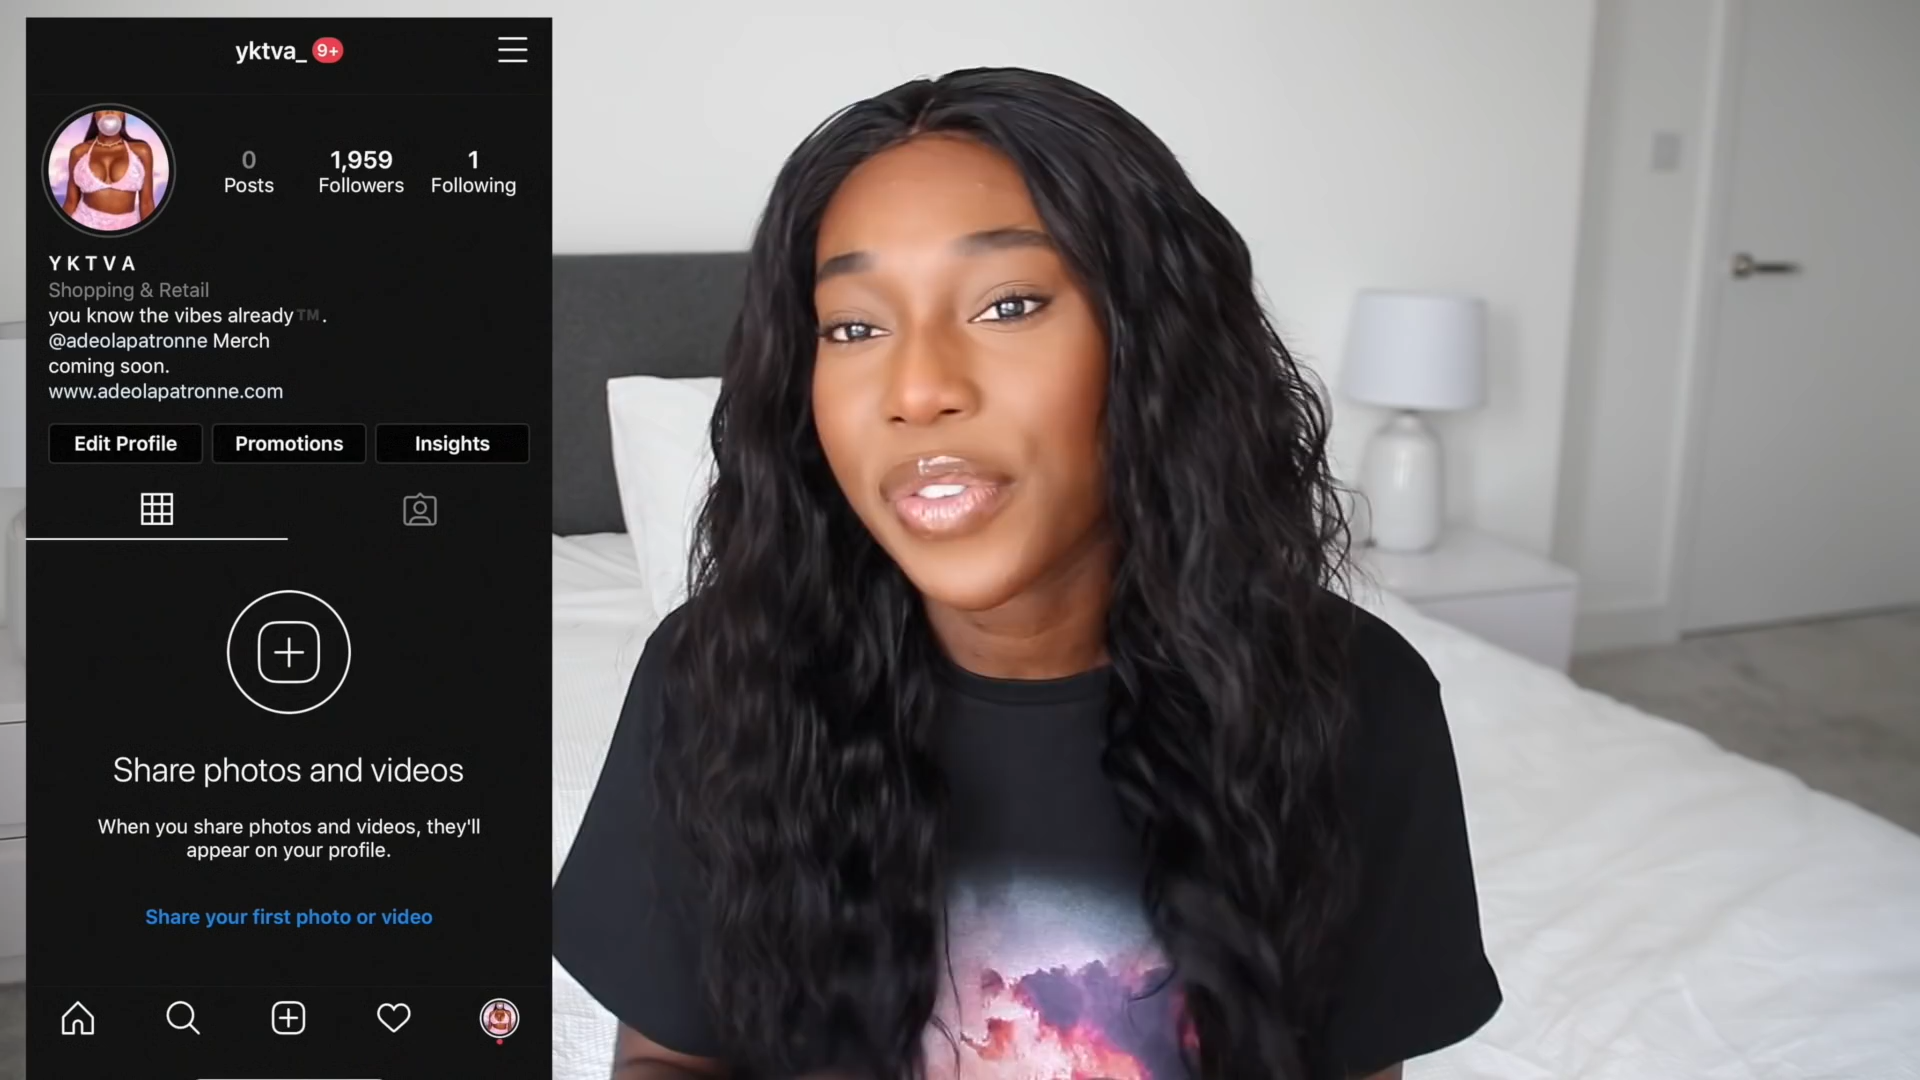 yktva_ 9+
0 1,959 1
Posts Followers Following
Y K T V A
Shopping & Retail
you know the vibes already™️.
@adeolapatronne Merch
coming soon.
www.adeolapatronne.com
Edit Profile Promotions Insights
Share photos and videos
When you share photos and videos, they'll
appear on your profile.
Share your first photo or video